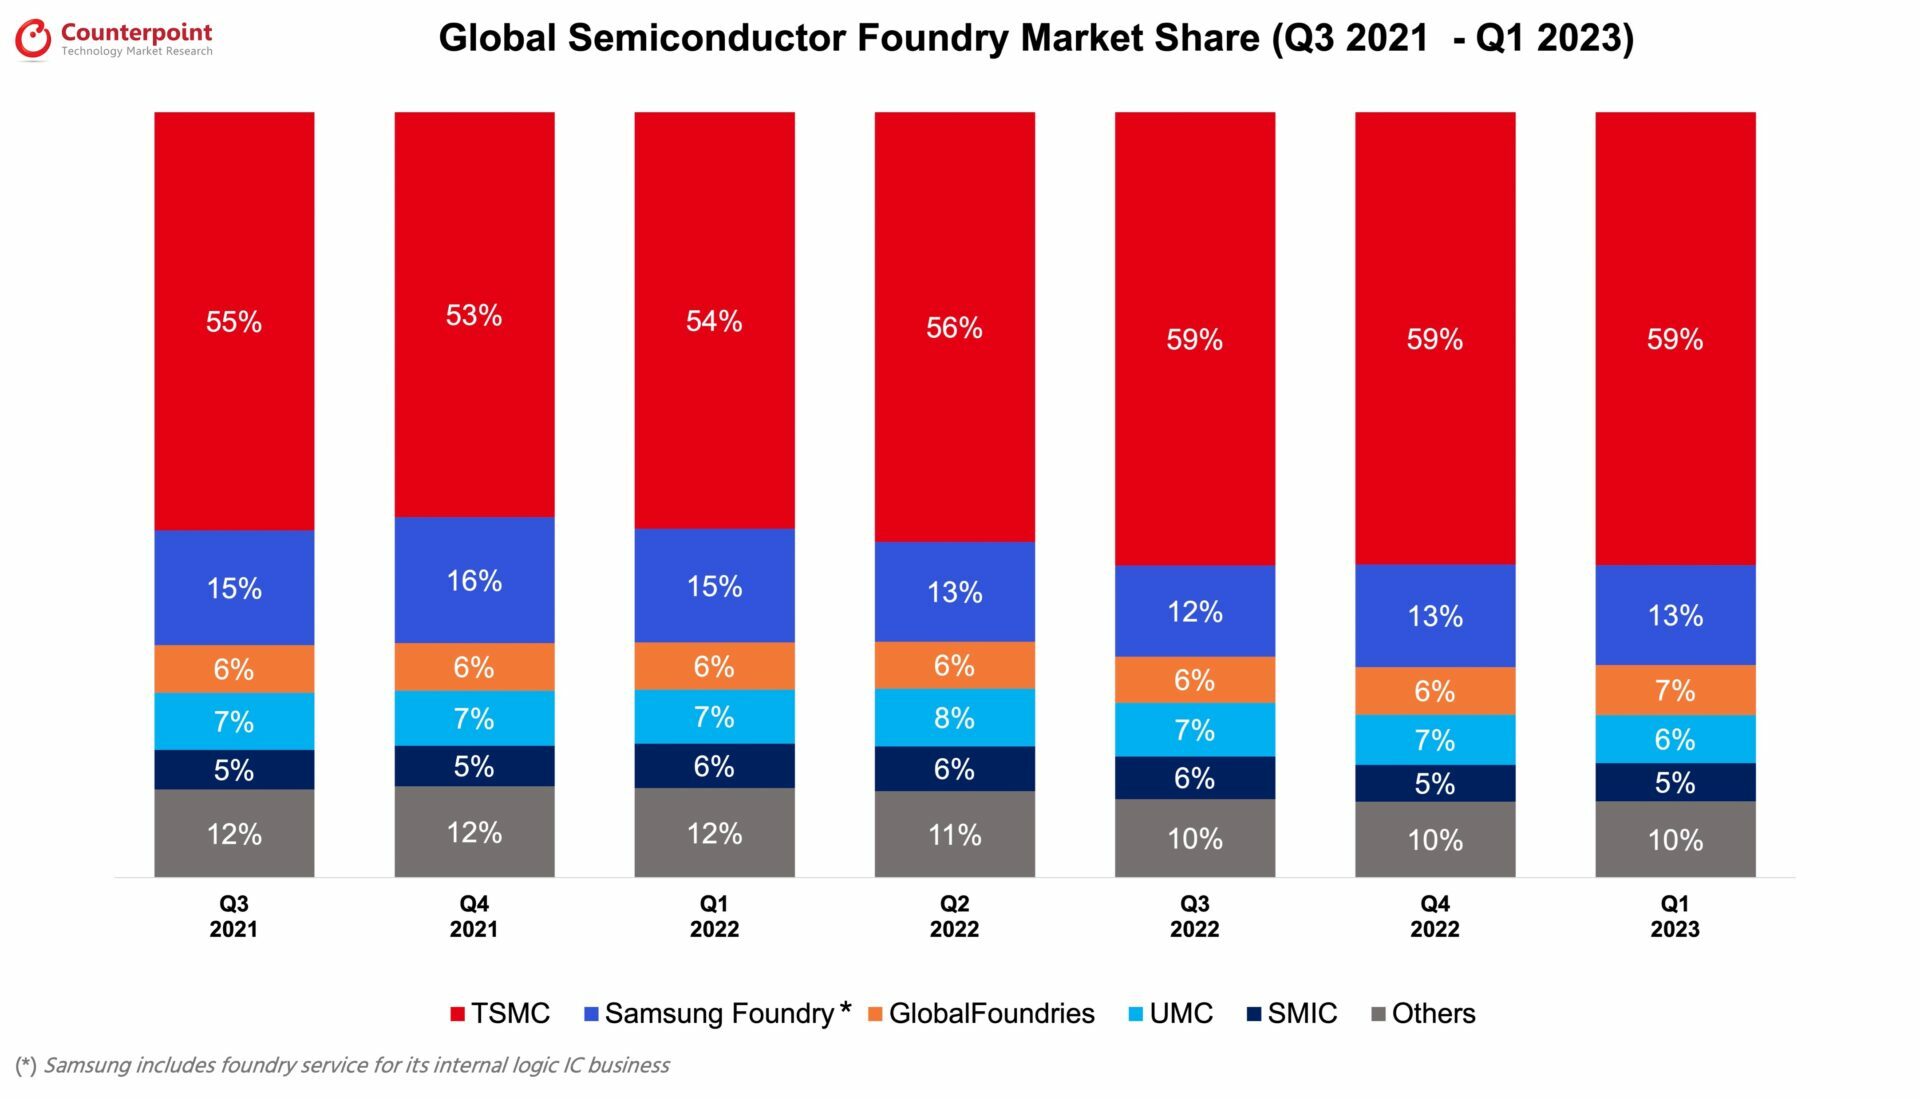 Counterpoint
Technology Market Research
Global Semiconductor Foundry Market Share (Q3 2021 - Q1 2023)
55% 53% 54% 56% 59% 59% 59%
15% 16% 15% 13% 12% 13% 13%
6% 6% 6% 6% 6% 6% 7%
7% 7% 7% 8% 7% 7% 6%
5% 5% 6% 6% 6% 5% 5%
12% 12% 12% 11% 10% 10% 10%
Q3 Q4 Q1 Q2 Q3 Q4 Q1
2021 2021 2022 2022 2022 2022 2023
TSMC Samsung Foundry* GlobalFoundries UMC SMIC Others
(*) Samsung includes foundry service for its internal logic IC business